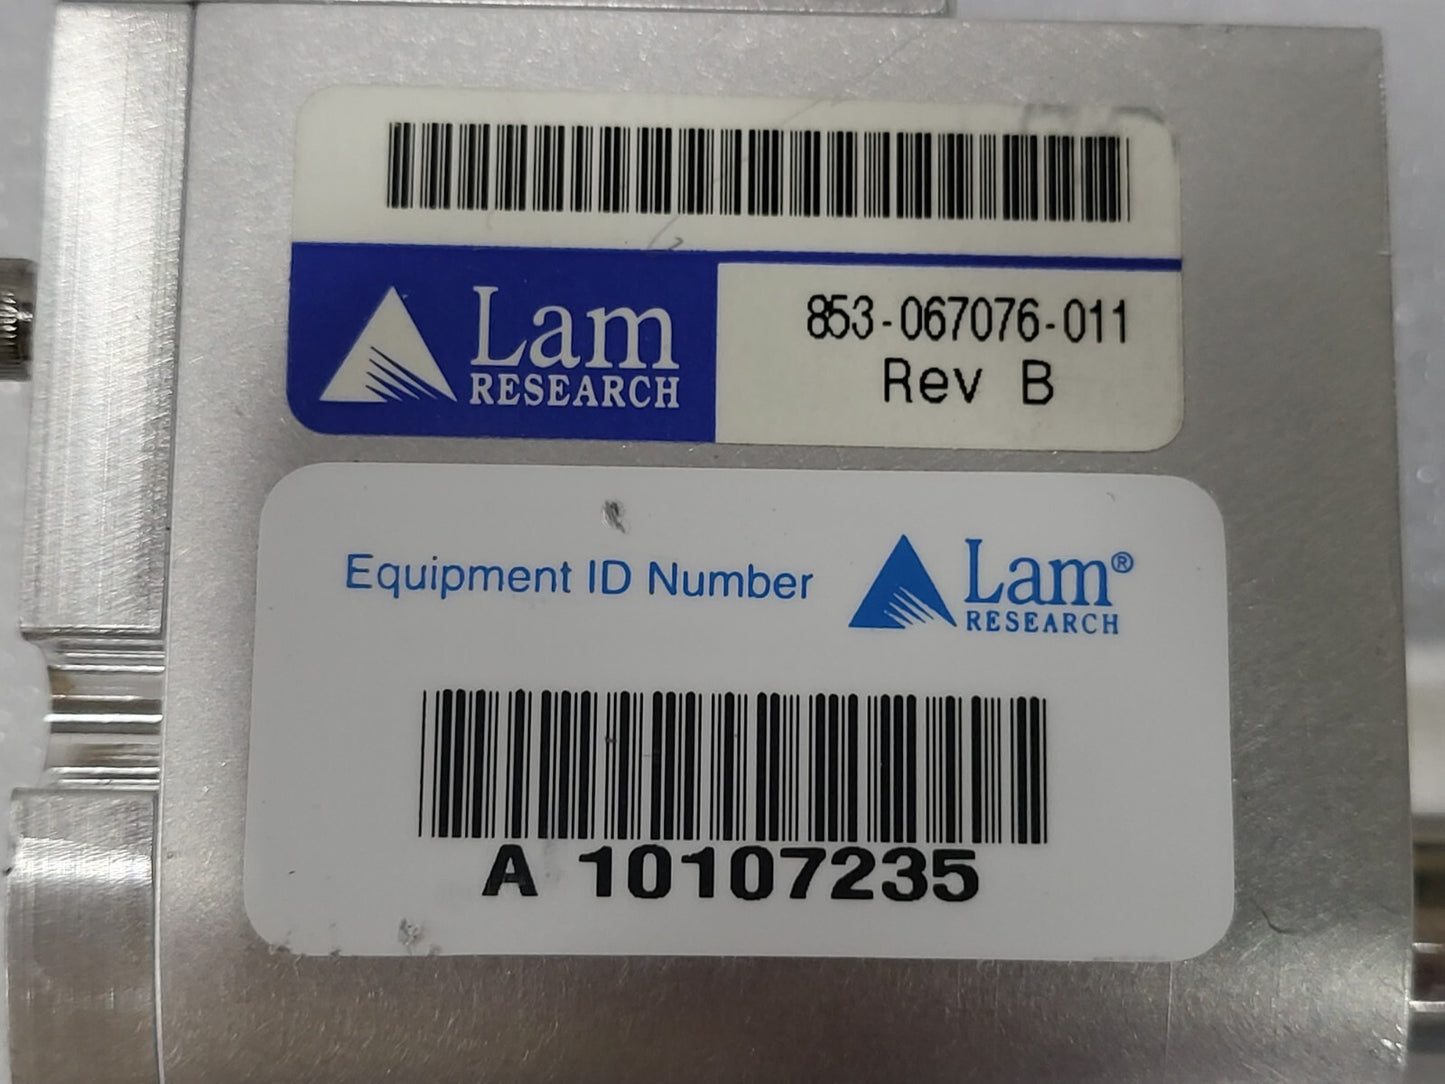 Lam
RESEARCH
853-067076-011
Rev B
Equipment ID Number
Lam®
RESEARCH
A 10107235